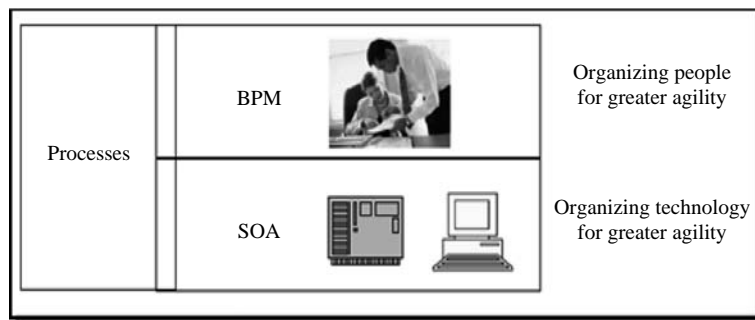 Processes
BPM
Organizing people
for greater agility
SOA
Organizing technology
for greater agility